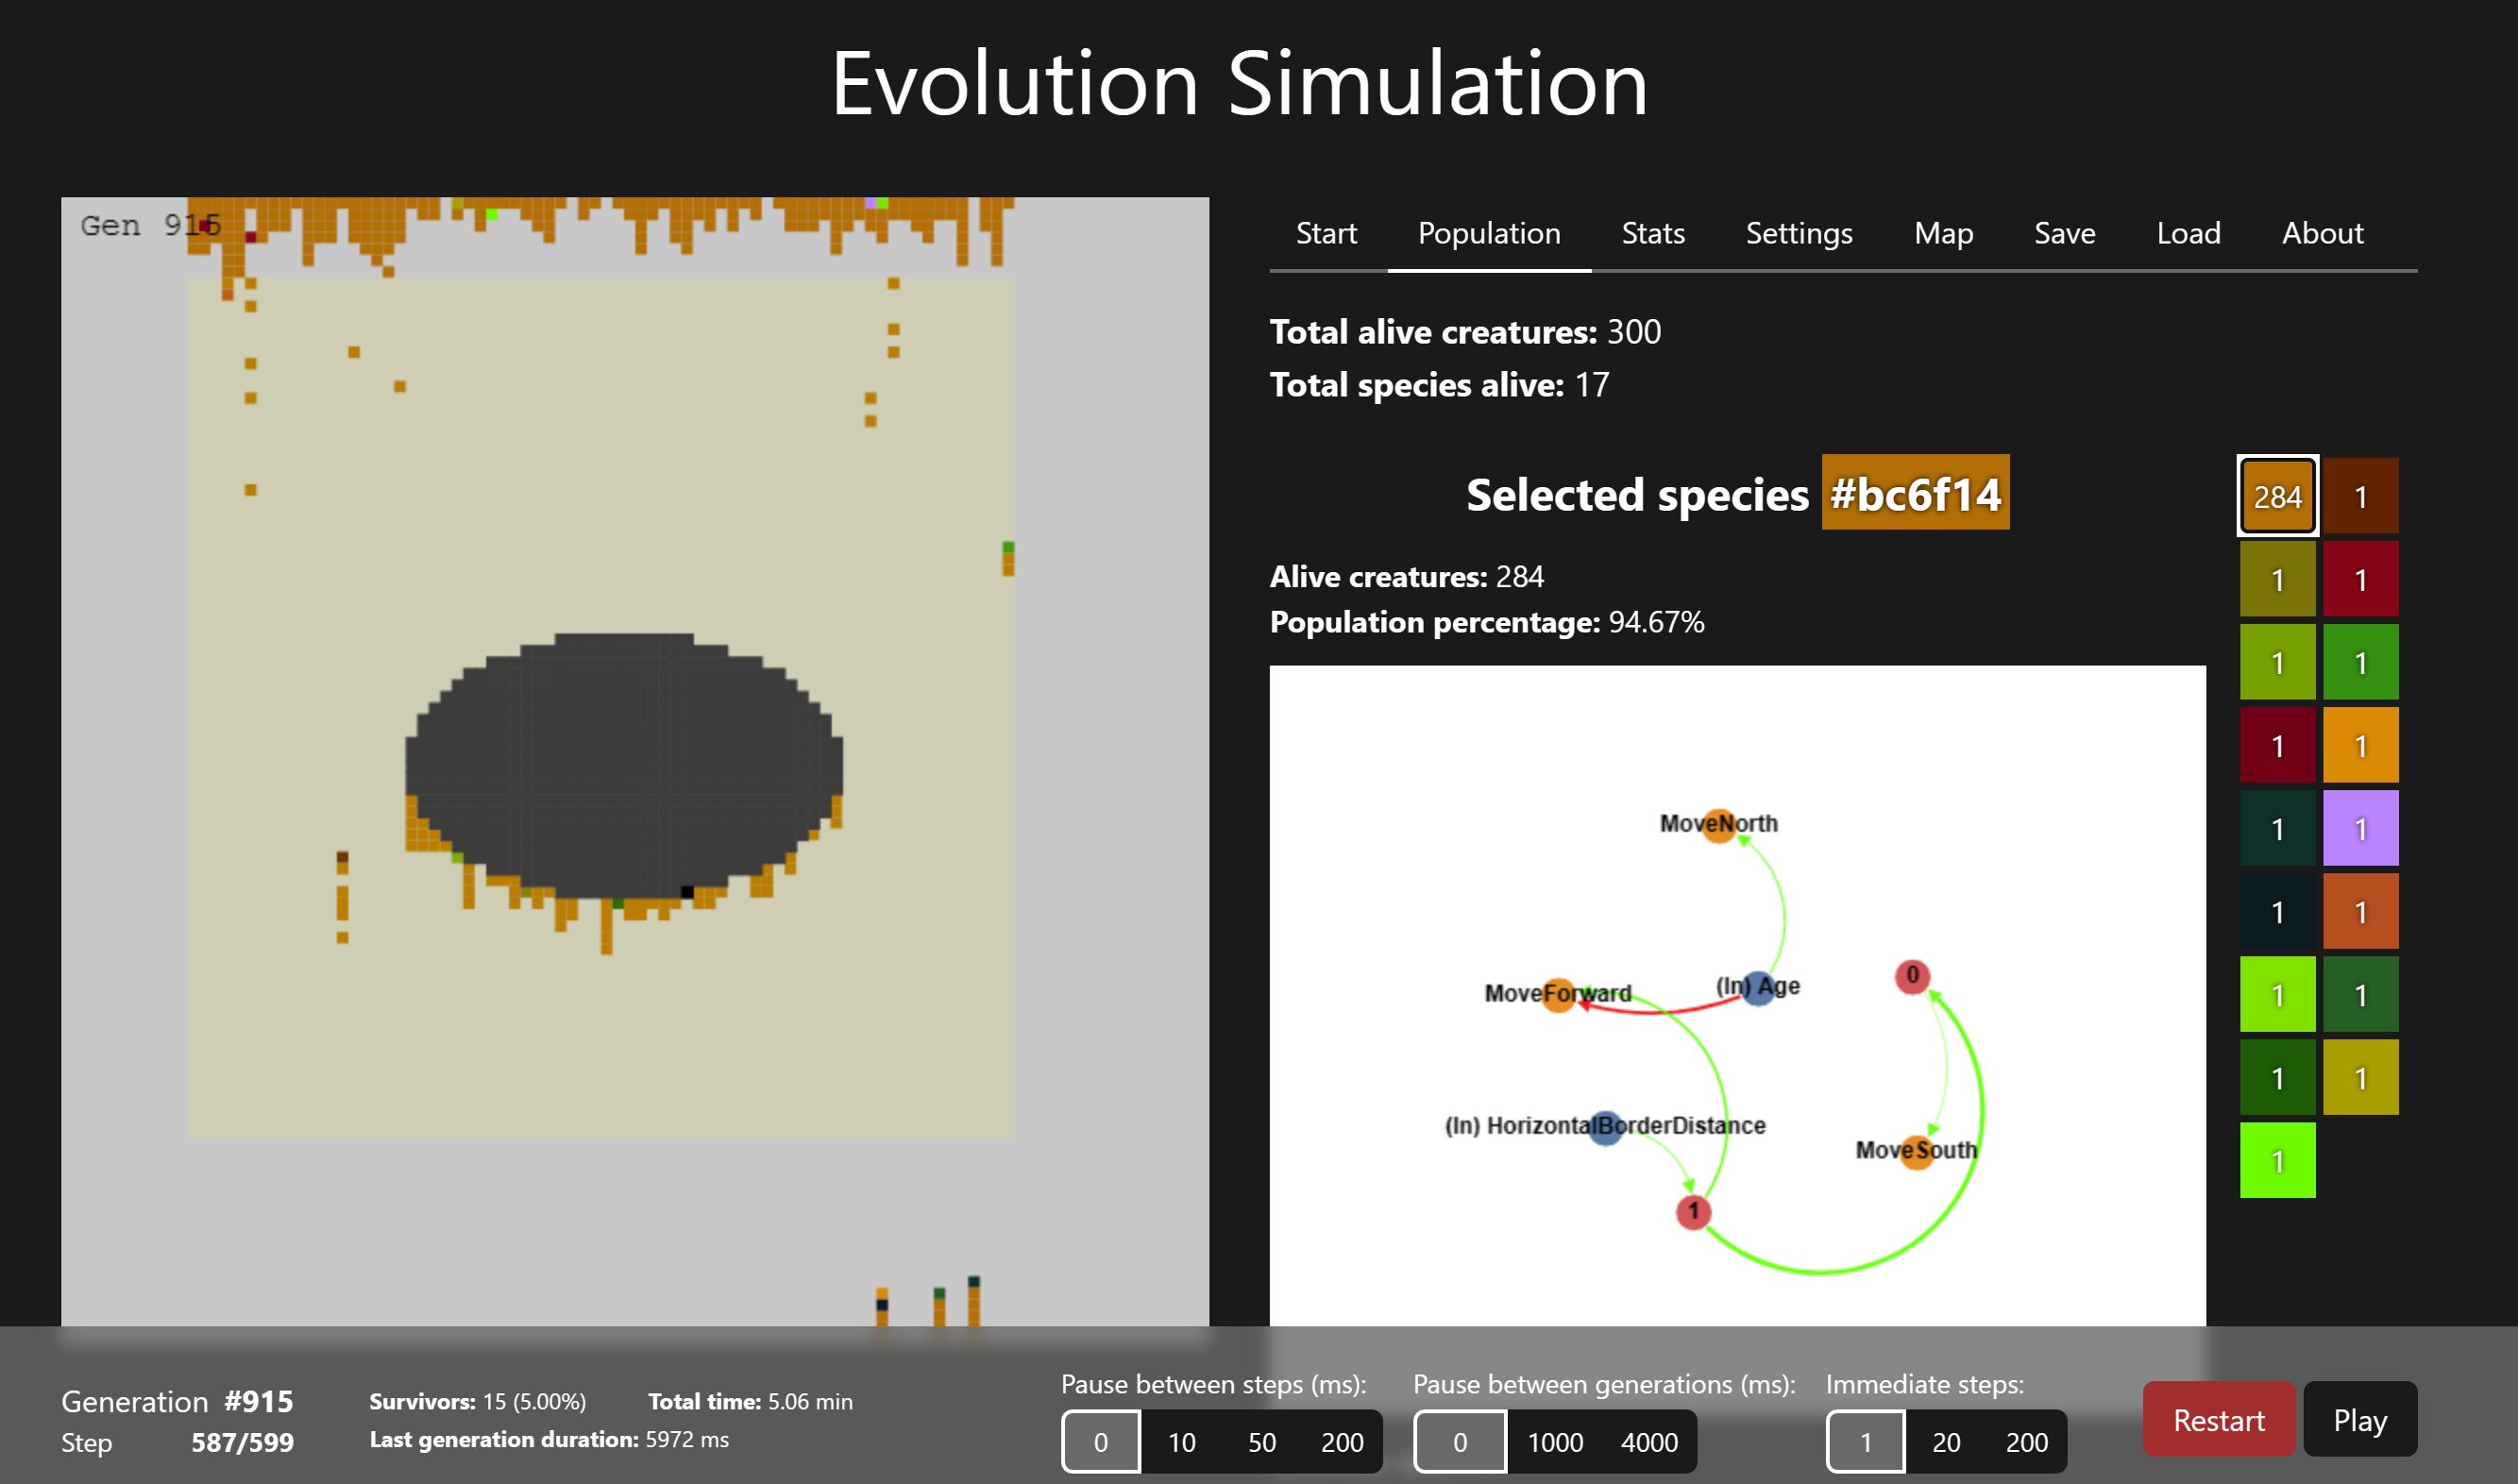 Evolution Simulation
Gen 915
Start Population Stats Settings Map Save Load About
Total alive creatures: 300
Total species alive: 17
Selected species #bc6f14
Alive creatures: 284
Population percentage: 94.67%
284 1
1 1
1 1
1 1
1 1
1 1
1 1
1 1
1
MoveNorth
MoveForward
(In) Age
0
(In) HorizontalBorderDistance
MoveSouth
1
Generation #915
Step 587/599
Survivors: 15 (5.00%) Total time: 5.06 min
Last generation duration: 5972 ms
Pause between steps (ms):
0 10 50 200
Pause between generations (ms):
0 1000 4000
Immediate steps:
1 20 200
Restart Play